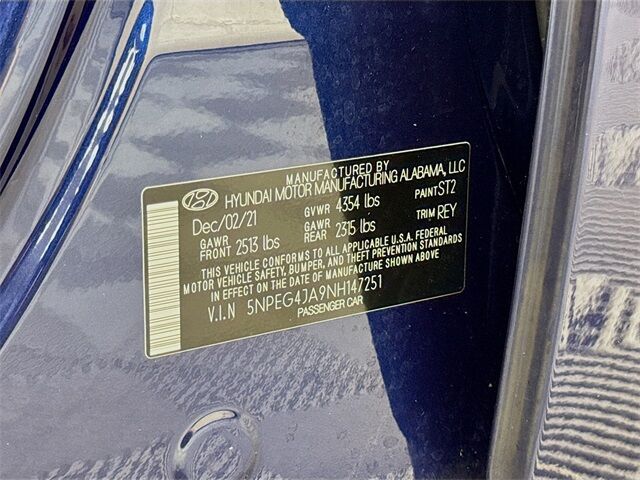 MANUFACTURED BY
HYUNDAI MOTOR MANUFACTURING ALABAMA, LLC
Dec/02/21 GVWR 4354 lbs PAINT ST2
GAWR FRONT 2513 lbs GAWR REAR 2315 lbs TRIM REY
THIS VEHICLE CONFORMS TO ALL APPLICABLE U.S.A. FEDERAL
MOTOR VEHICLE SAFETY, BUMPER, AND THEFT PREVENTION STANDARDS
IN EFFECT ON THE DATE OF MANUFACTURE SHOWN ABOVE.
V.I.N 5NPEG4JA9NH147251
PASSENGER CAR